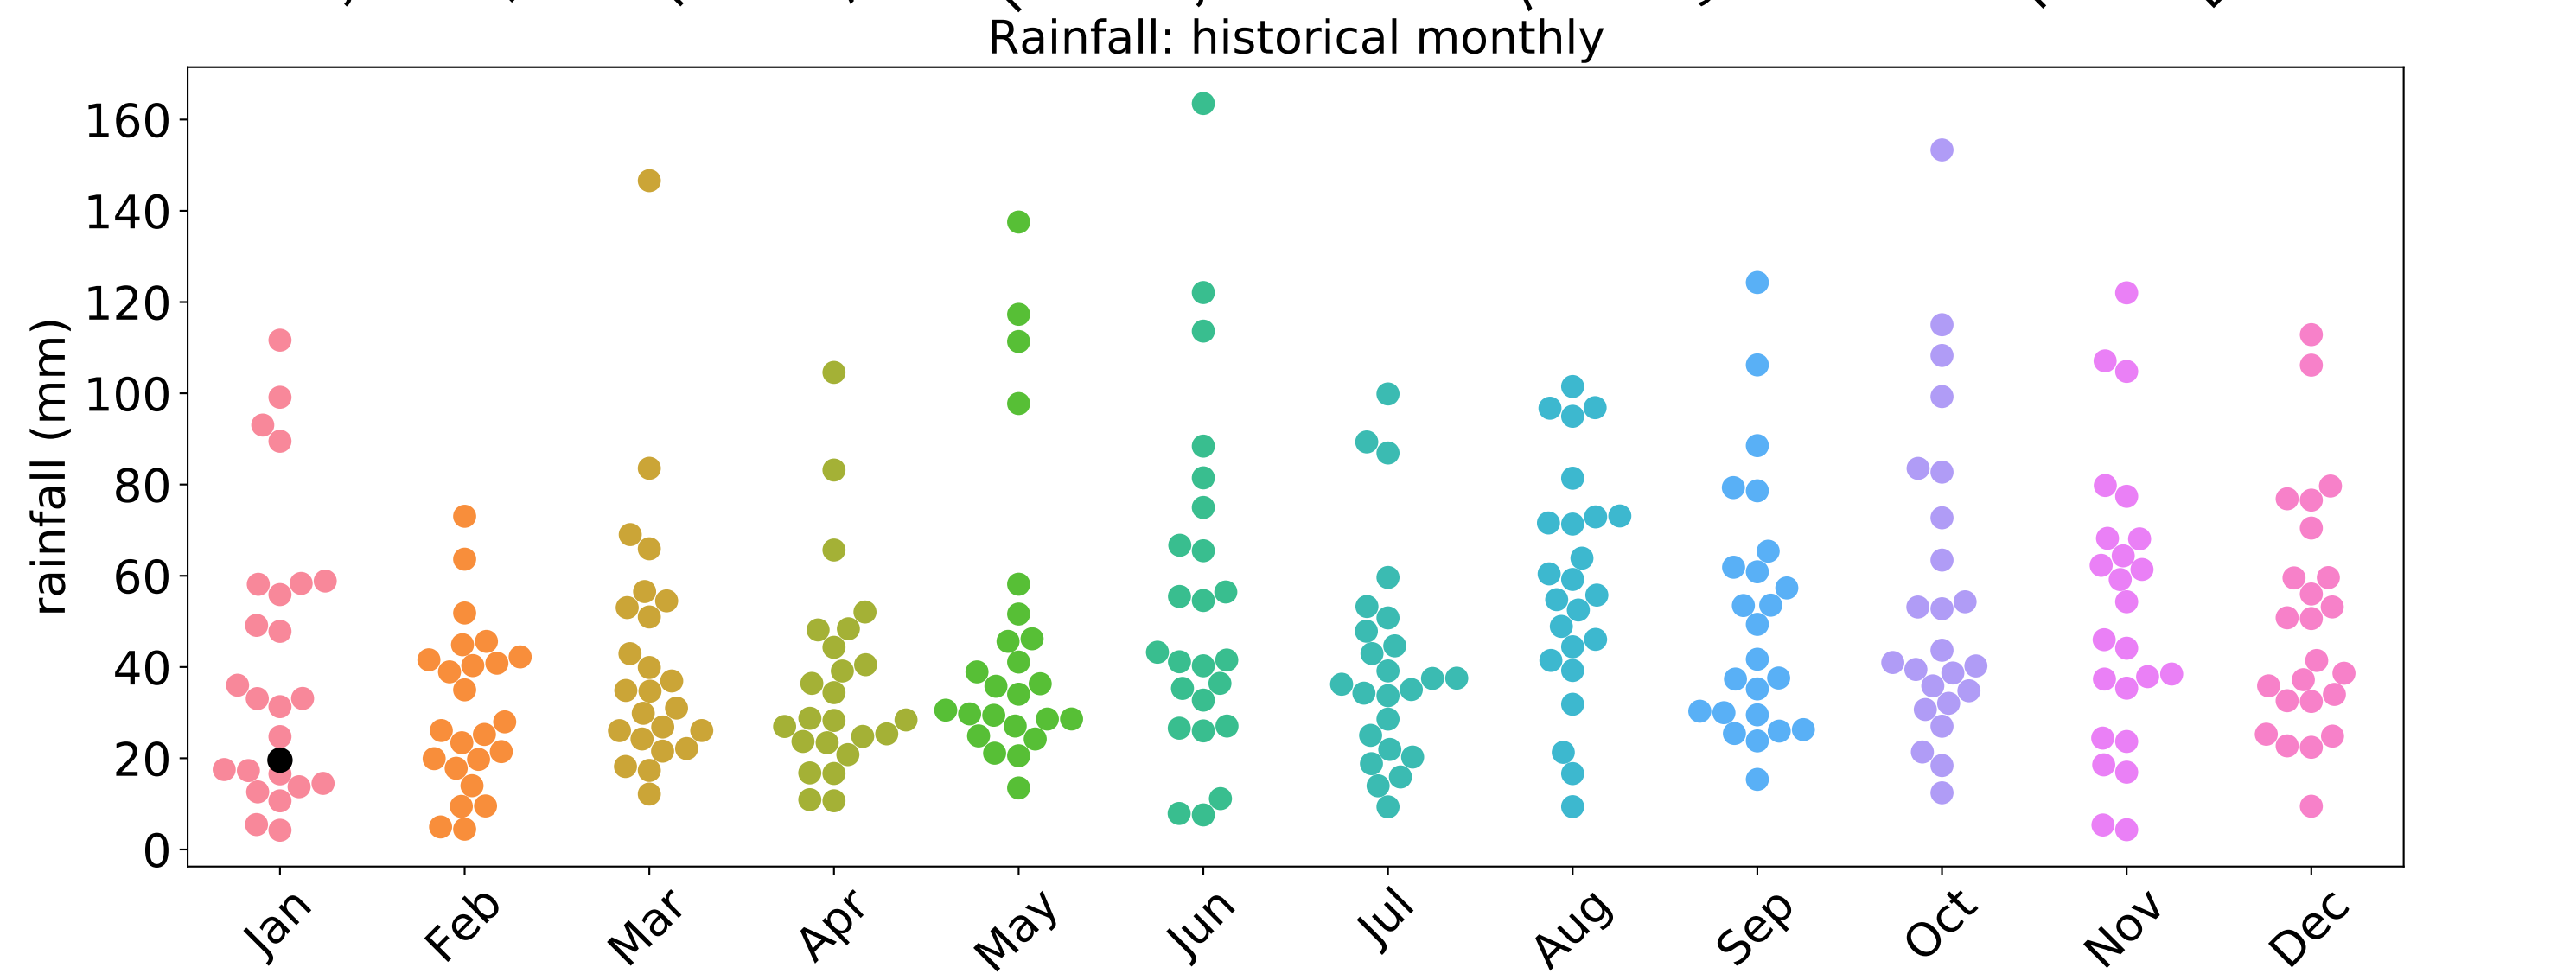 Rainfall: historical monthly
rainfall (mm)
160
140
120
100
80
60
40
20
0
Jan
Feb
Mar
Apr
May
Jun
Jul
Aug
Sep
Oct
Nov
Dec